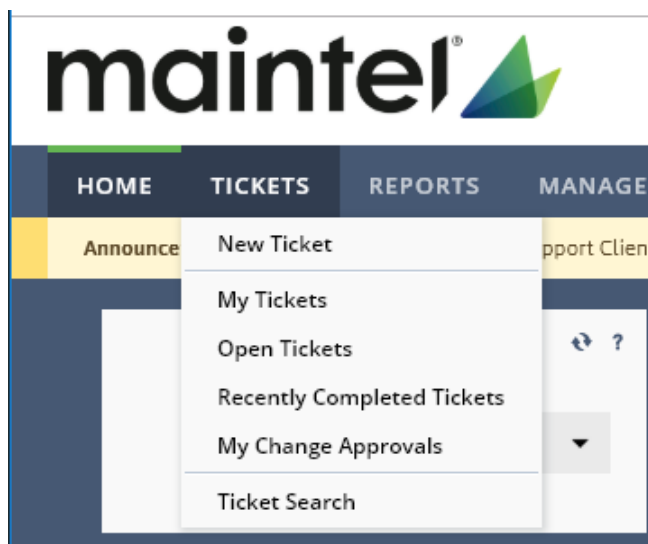 maintel®
HOME TICKETS REPORTS MANAGE
Announce
pport Clien
New Ticket
My Tickets
Open Tickets
?
Recently Completed Tickets
My Change Approvals
Ticket Search